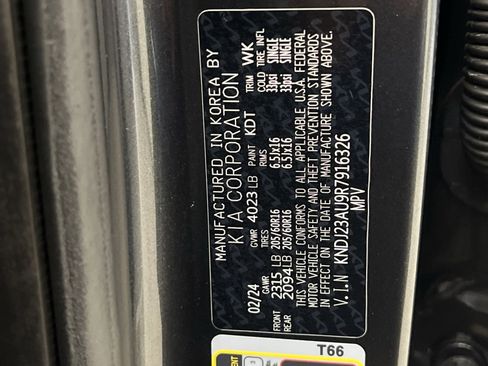 MANUFACTURED IN KOREA BY
KIA CORPORATION
02/24 GVWR 4023 LB PAINT KDT TRIM WK
GAWR TIRES RIMS COLD TIRE INFL
FRONT 2315 LB 205/60R16 6.5Jx16 33psi SINGLE
REAR 2094 LB 205/60R16 6.5Jx16 33psi SINGLE
THIS VEHICLE CONFORMS TO ALL APPLICABLE U.S.A. FEDERAL
MOTOR VEHICLE SAFETY AND THEFT PREVENTION STANDARDS
IN EFFECT ON THE DATE OF MANUFACTURE SHOWN ABOVE.
V.I.N KNDJ23AU9R7916326
MPV
T66